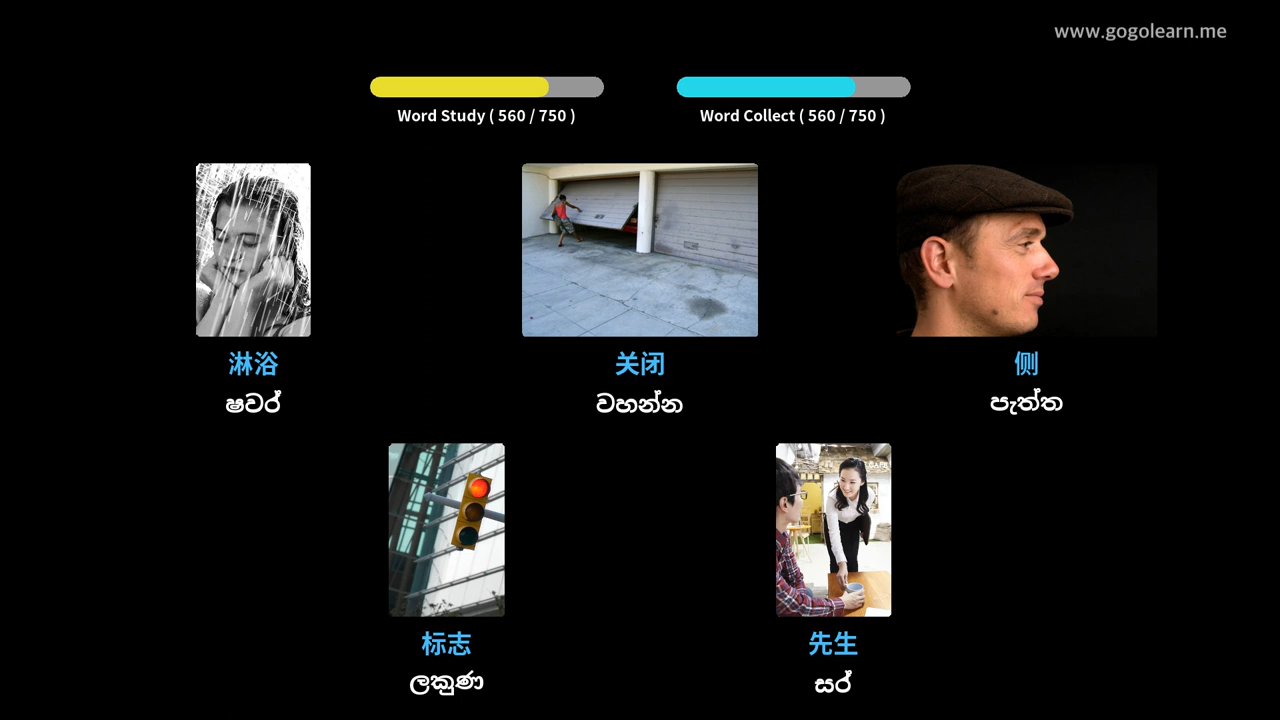 www.gogolearn.me
Word Study ( 560 / 750 )
Word Collect ( 560 / 750 )
淋浴
ෂවර්
关闭
වහන්න
侧
පැත්ත
标志
ලකුණ
先生
සර්